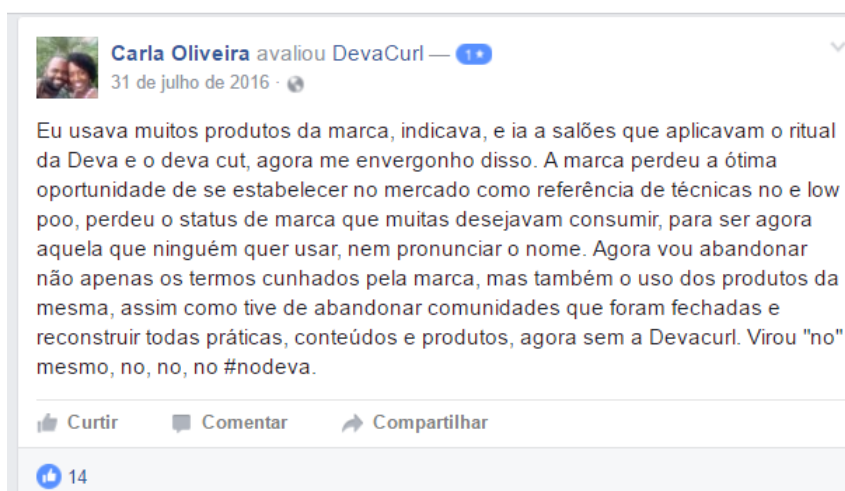 Carla Oliveira avaliou DevaCurl — 1★
31 de julho de 2016 ·
Eu usava muitos produtos da marca, indicava, e ia a salões que aplicavam o ritual
da Deva e o deva cut, agora me envergonho disso. A marca perdeu a ótima
oportunidade de se estabelecer no mercado como referência de técnicas no e low
poo, perdeu o status de marca que muitas desejavam consumir, para ser agora
aquela que ninguém quer usar, nem pronunciar o nome. Agora vou abandonar
não apenas os termos cunhados pela marca, mas também o uso dos produtos da
mesma, assim como tive de abandonar comunidades que foram fechadas e
reconstruir todas práticas, conteúdos e produtos, agora sem a Devacurl. Virou "no"
mesmo, no, no, no #nodeva.
Curtir Comentar Compartilhar
14